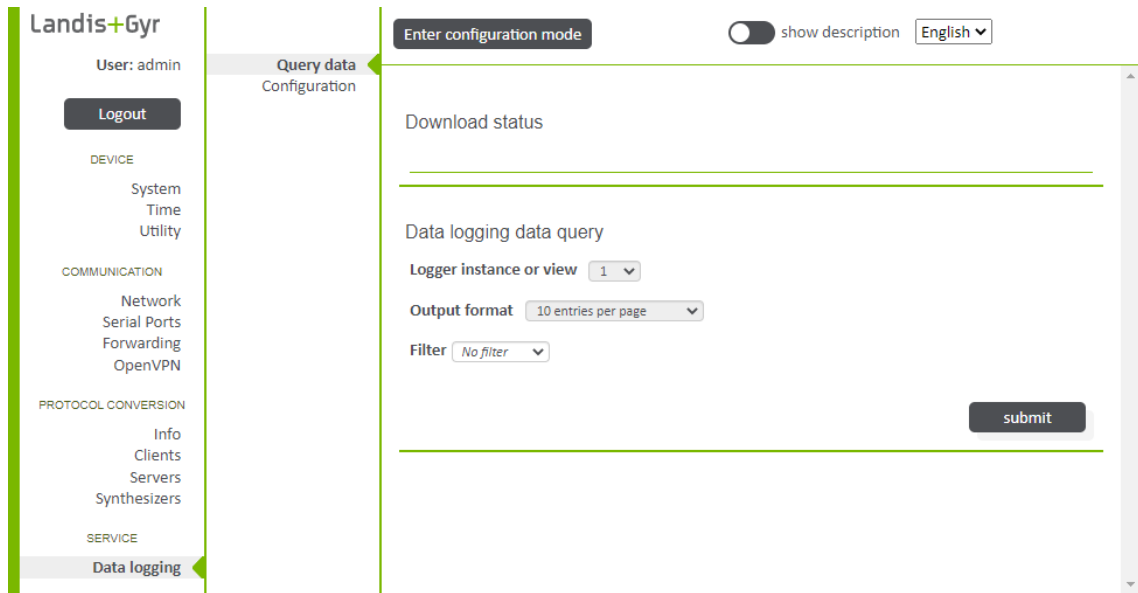 Landis+Gyr
User: admin
Logout
DEVICE
System
Time
Utility
COMMUNICATION
Network
Serial Ports
Forwarding
OpenVPN
PROTOCOL CONVERSION
Info
Clients
Servers
Synthesizers
SERVICE
Data logging
Query data
Configuration
Enter configuration mode
show description
English
Download status
Data logging data query
Logger instance or view 1
Output format 10 entries per page
Filter No filter
submit